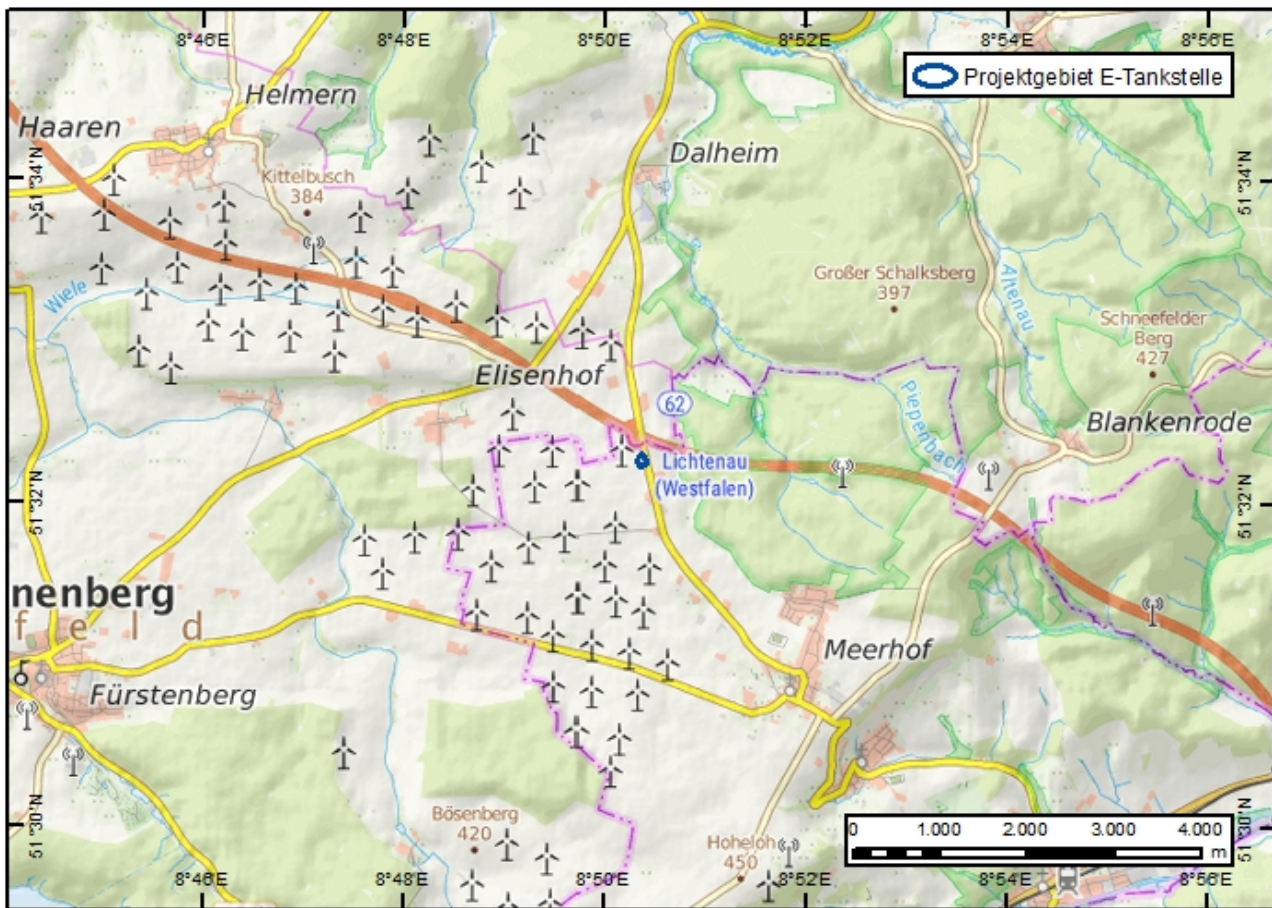 8°46'E 8°48'E 8°50'E 8°52'E 8°54'E 8°56'E
Projektgebiet E-Tankstelle
Helmern
Haaren
Dalheim
51°34'N
51°34'N
Kittelbusch
384
Großer Schalksberg
397
Altenau
Wiele
Schneefelder
Berg
427
Elisenhof
62
Piepenbach
Blankenrode
Lichtenau
(Westfalen)
51°32'N
51°32'N
nenberg
f e l d
Meerhof
Fürstenberg
Bösenberg
420
Hoheloh
450
51°30'N
51°30'N
0 1.000 2.000 3.000 4.000
m
8°46'E 8°48'E 8°50'E 8°52'E 8°54'E 8°56'E